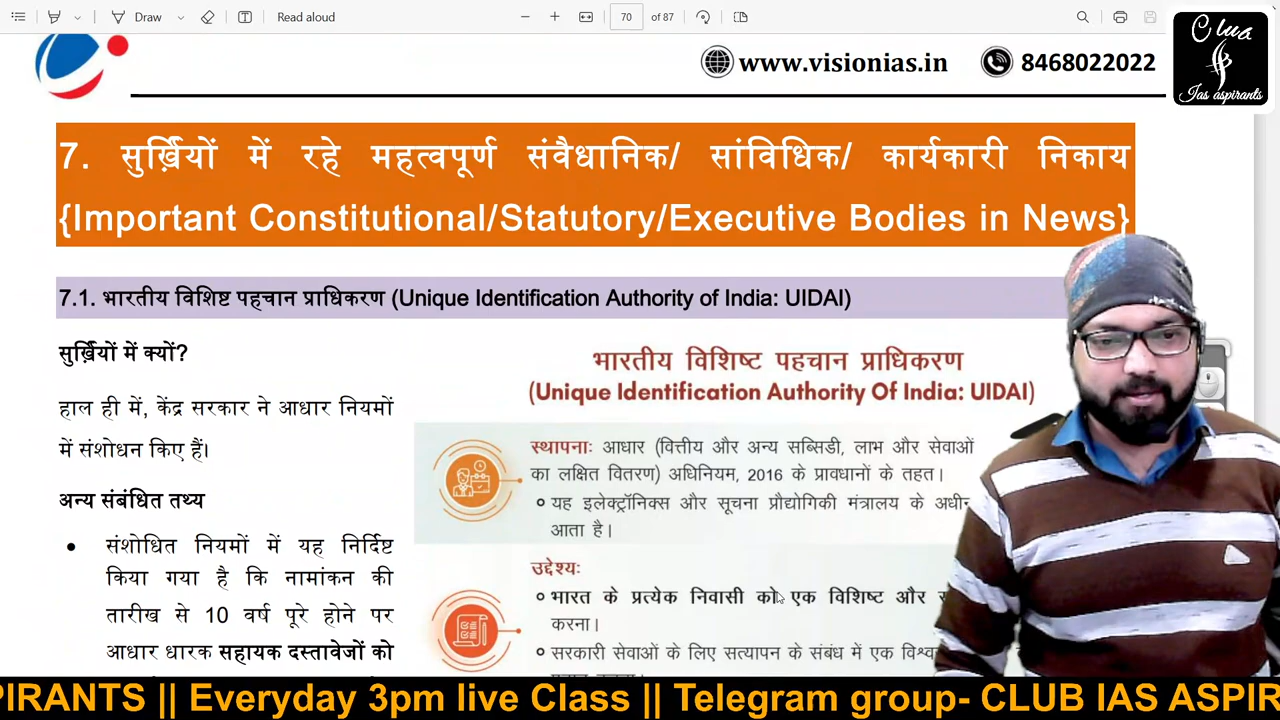 Draw
Read aloud
70
of 87
Clua
Ias aspirants
www.visionias.in
8468022022
7. सुर्ख़ियों में रहे महत्वपूर्ण संवैधानिक/ सांविधिक/ कार्यकारी निकाय
{Important Constitutional/Statutory/Executive Bodies in News}
7.1. भारतीय विशिष्ट पहचान प्राधिकरण (Unique Identification Authority of India: UIDAI)
सुर्ख़ियों में क्यों?
हाल ही में, केंद्र सरकार ने आधार नियमों
में संशोधन किए हैं।
अन्य संबंधित तथ्य
• संशोधित नियमों में यह निर्दिष्ट
किया गया है कि नामांकन की
तारीख से 10 वर्ष पूरे होने पर
आधार धारक सहायक दस्तावेजों को
भारतीय विशिष्ट पहचान प्राधिकरण
(Unique Identification Authority Of India: UIDAI)
स्थापनाः आधार (वित्तीय और अन्य सब्सिडी, लाभ और सेवाओं
का लक्षित वितरण) अधिनियम, 2016 के प्रावधानों के तहत।
यह इलेक्ट्रॉनिक्स और सूचना प्रौद्योगिकी मंत्रालय के अधीन
आता है।
उद्देश्यः
भारत के प्रत्येक निवासी को एक विशिष्ट और
करना।
सरकारी सेवाओं के लिए सत्यापन के संबंध में एक
PIRANTS || Everyday 3pm live Class || Telegram group- CLUB IAS ASPIR